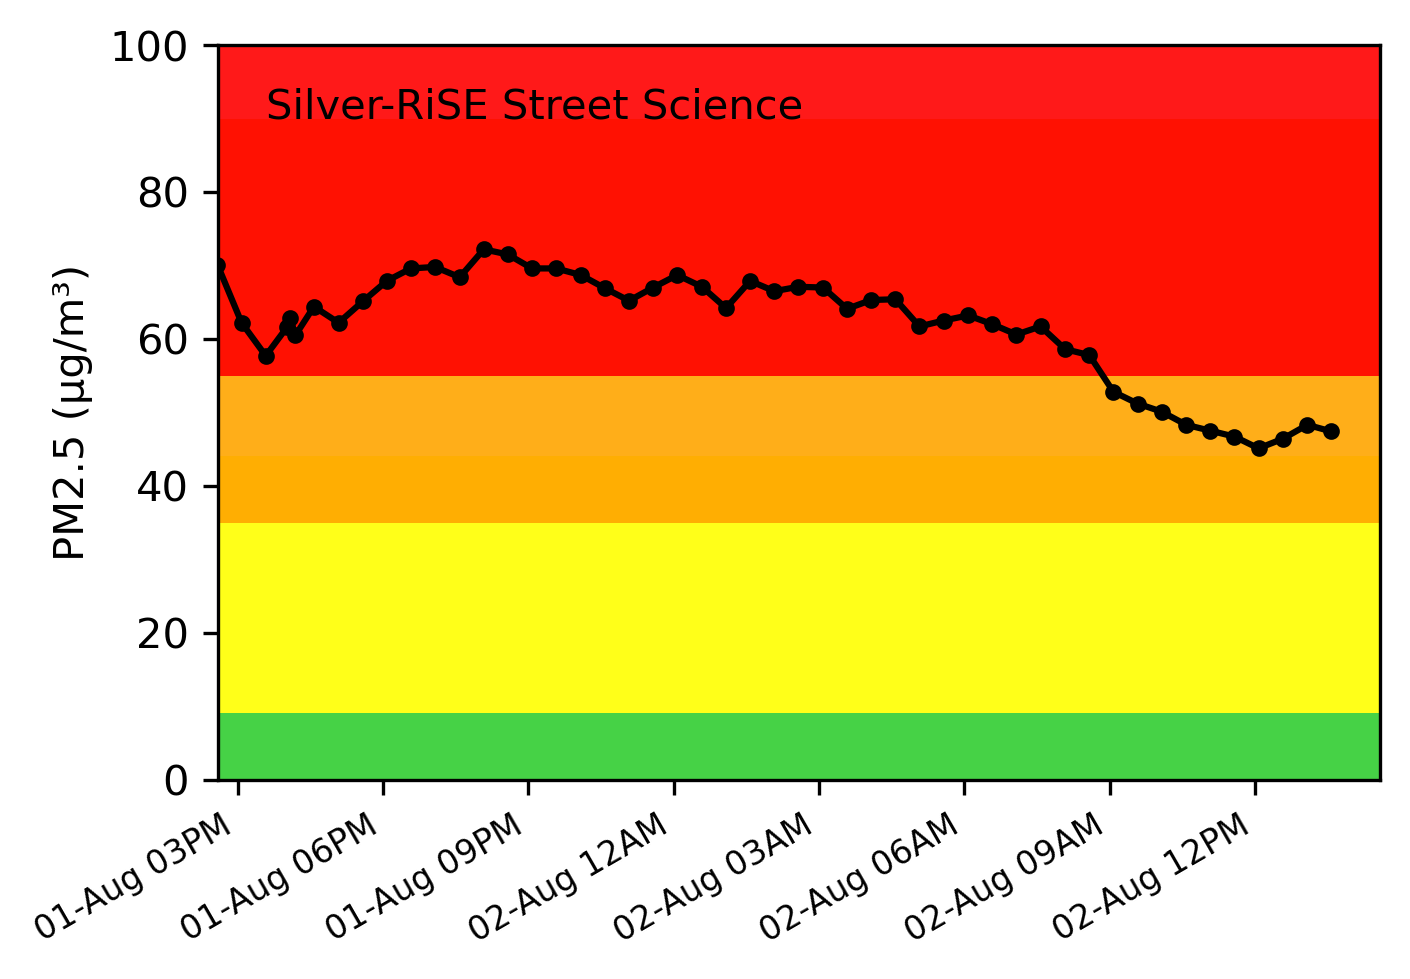 Silver-RiSE Street Science
PM2.5 (µg/m³)
100
80
60
40
20
0
01-Aug 03PM
01-Aug 06PM
01-Aug 09PM
02-Aug 12AM
02-Aug 03AM
02-Aug 06AM
02-Aug 09AM
02-Aug 12PM